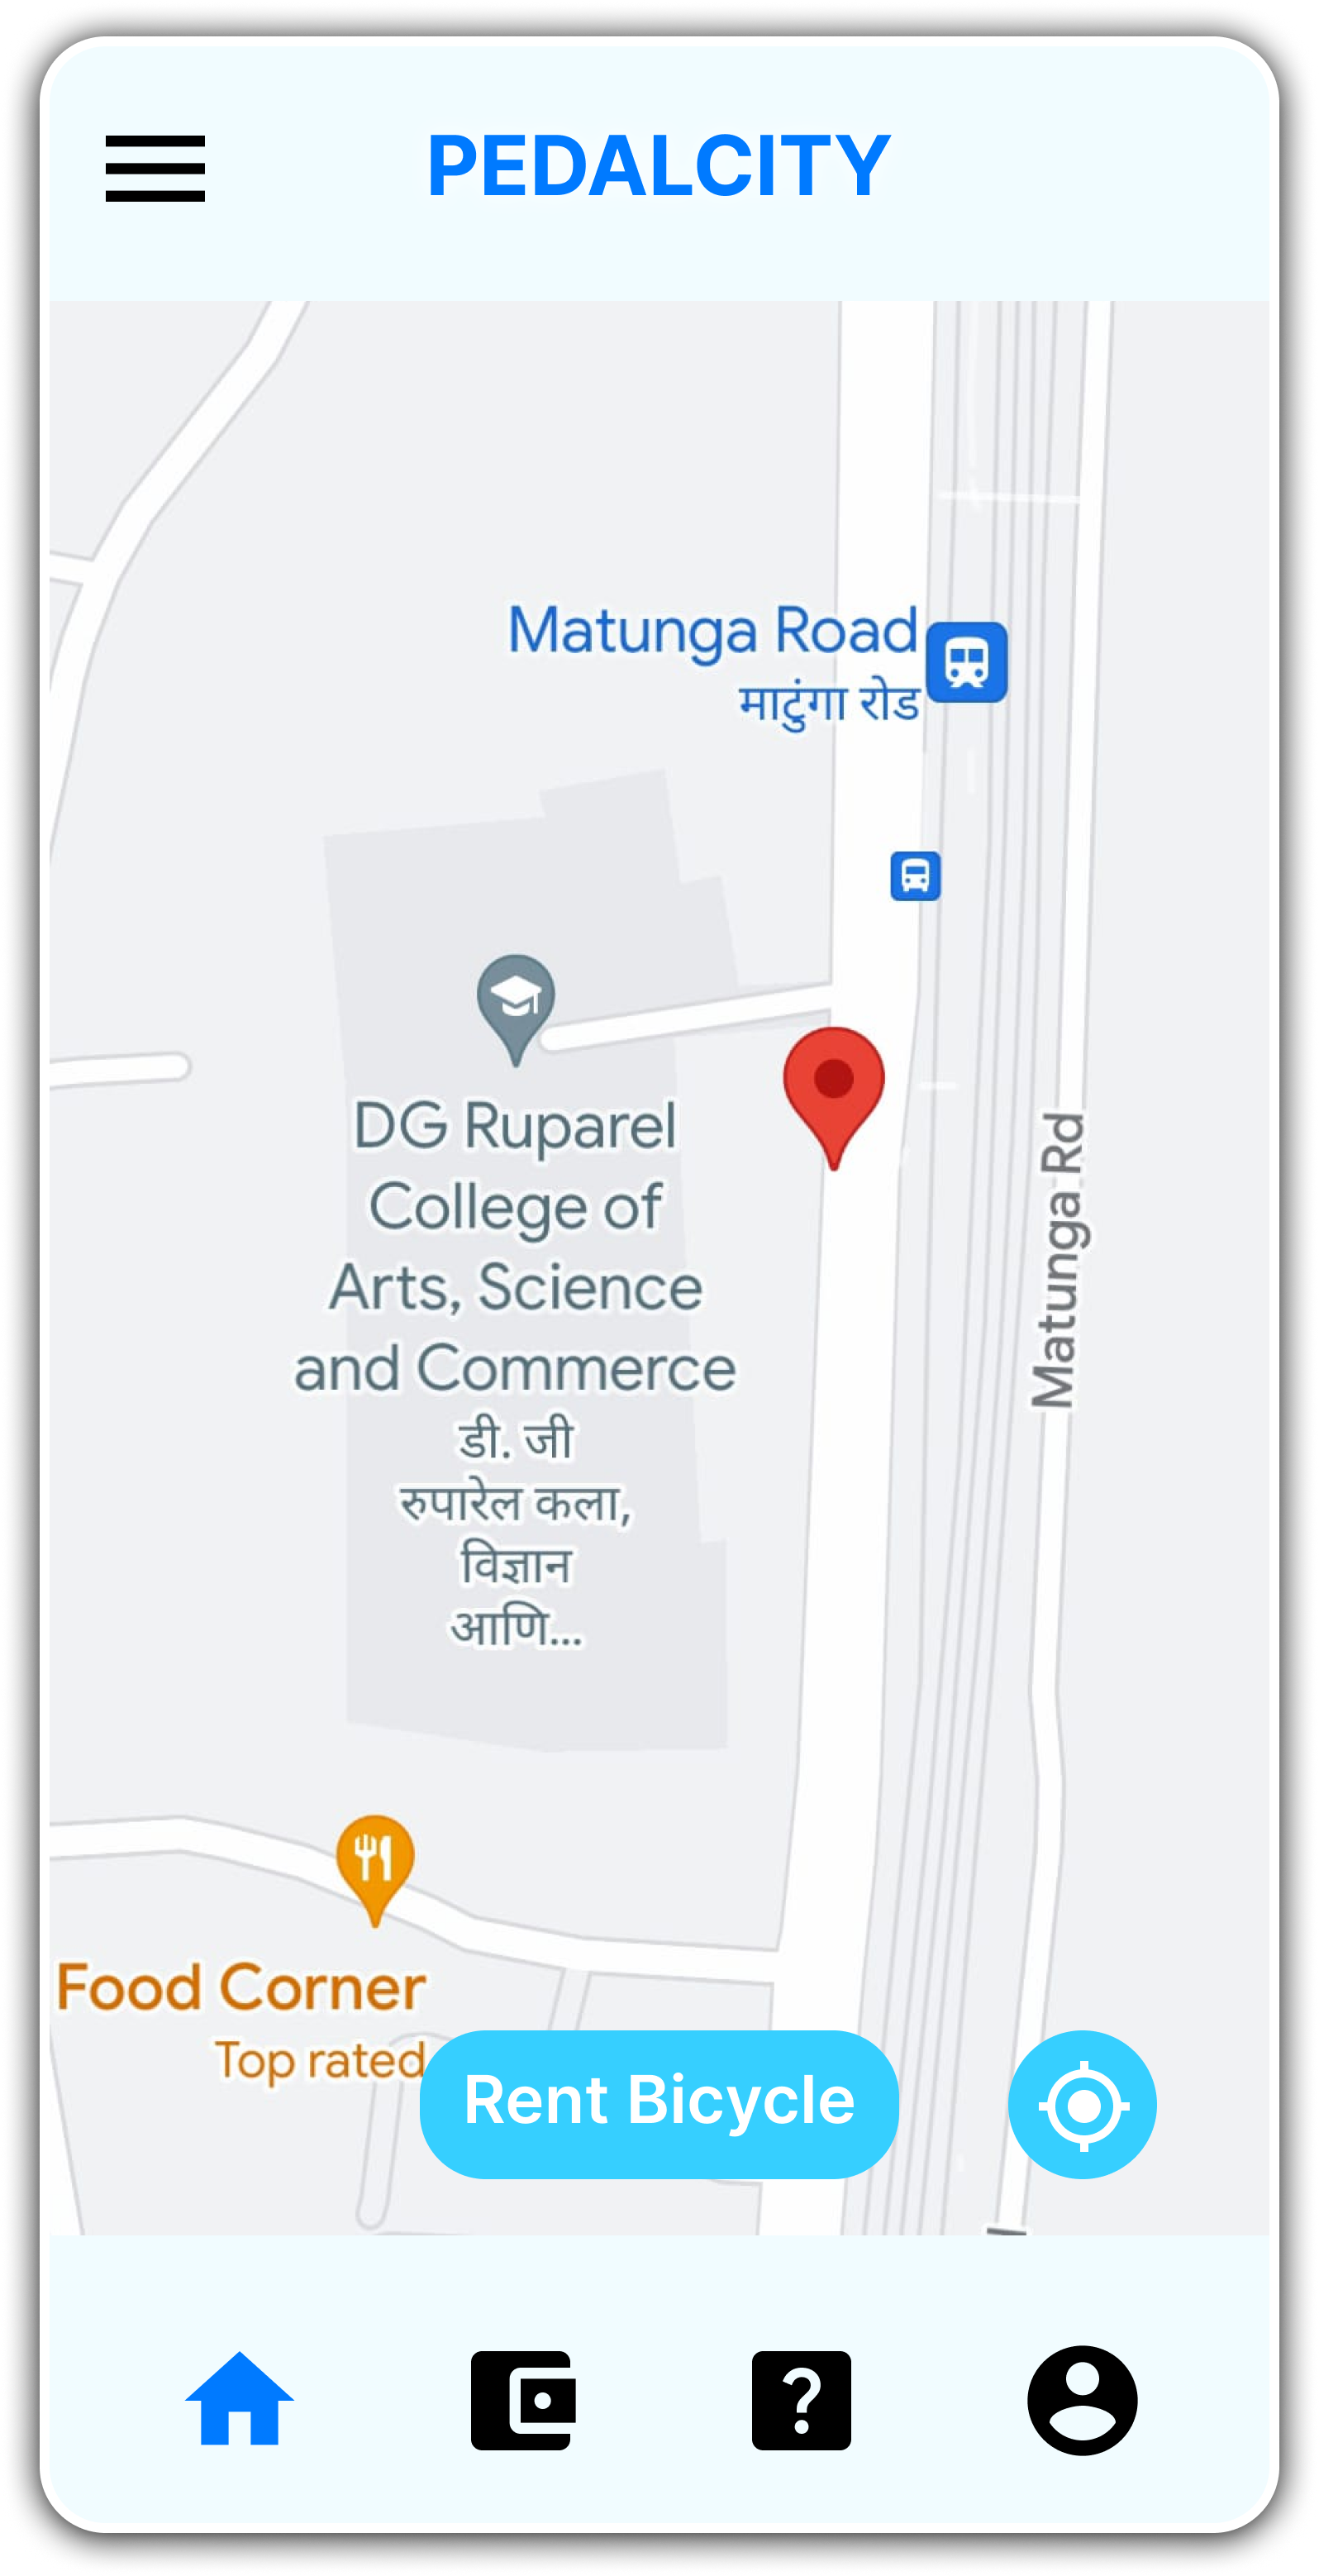 PEDALCITY
Matunga Road
माटुंगा रोड
DG Ruparel
College of
Arts, Science
and Commerce
डी. जी
रुपारेल कला,
विज्ञान
आणि...
Matunga Rd
Food Corner
Top rated
Rent Bicycle